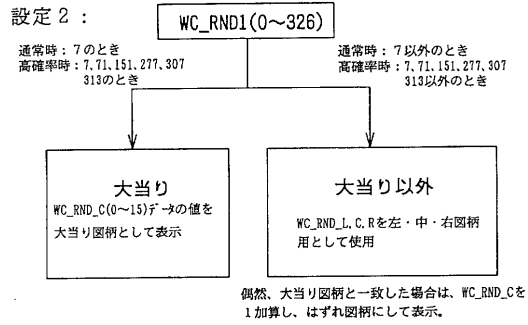 設定2：
WC_RND1(0～326)
通常時：7のとき
高確率時：7,71,151,277,307
313のとき
通常時：7以外のとき
高確率時：7,71,151,277,307
313以外のとき
大当り
WC_RND_C(0～15)データの値を
大当り図柄として表示
大当り以外
WC_RND_L,C,Rを左・中・右図柄
用として使用
偶然、大当り図柄と一致した場合は、WC_RND_Cを
1加算し、はずれ図柄にして表示。